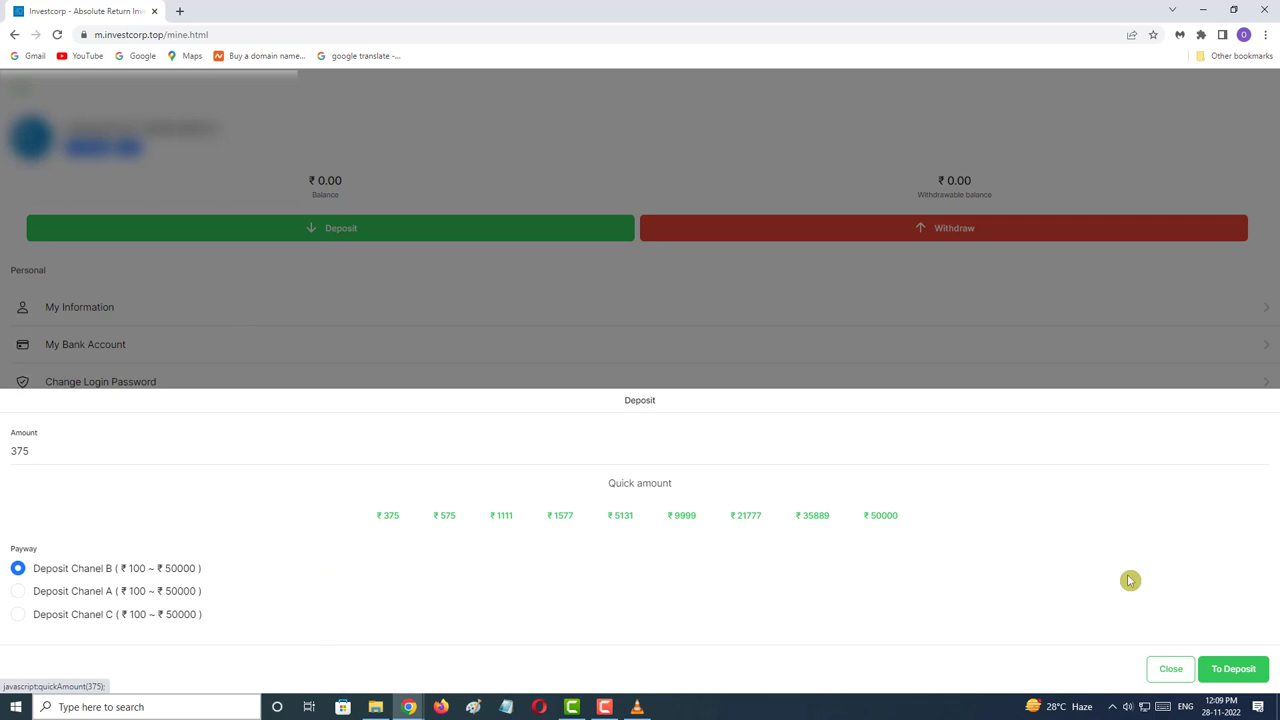 Investcorp - Absolute Return Inv
m.investcorp.top/mine.html
O
Gmail
YouTube
Google
Maps
Buy a domain name...
google translate -...
Other bookmarks
₹ 0.00
Balance
₹ 0.00
Withdrawable balance
Deposit
Withdraw
Personal
My Information
My Bank Account
Change Login Password
Deposit
Amount
375
Quick amount
₹ 375 ₹ 575 ₹ 1111 ₹ 1577 ₹ 5131 ₹ 9999 ₹ 21777 ₹ 35889 ₹ 50000
Payway
Deposit Chanel B ( ₹ 100 ~ ₹ 50000 )
Deposit Chanel A ( ₹ 100 ~ ₹ 50000 )
Deposit Chanel C ( ₹ 100 ~ ₹ 50000 )
Close
To Deposit
javascript:quickAmount(375);
Type here to search
28°C Haze
ENG
12:09 PM
28-11-2022